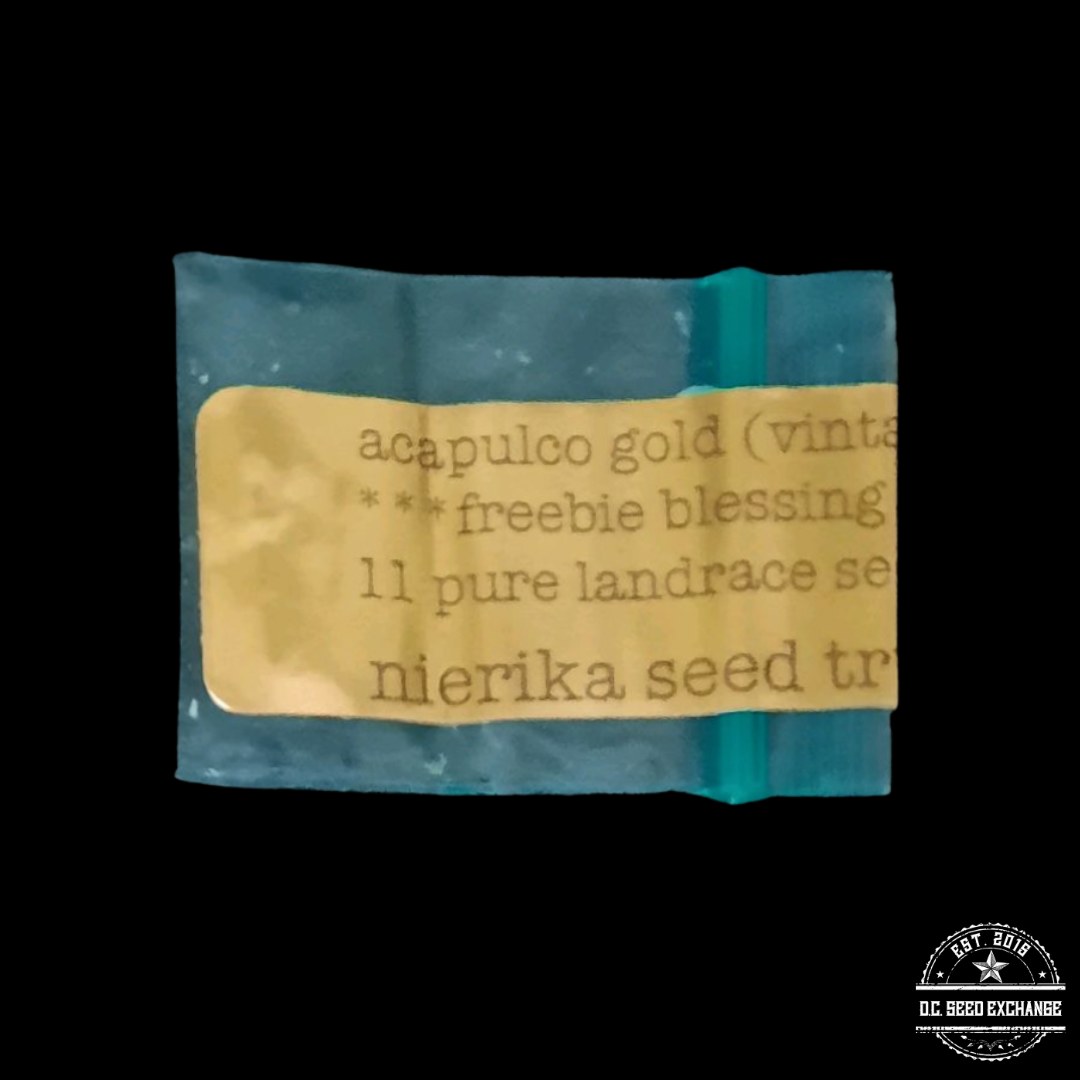 acapulco gold (vinta
***freebie blessing
11 pure landrace se
nierika seed tr
EST. 2018
D.C. SEED EXCHANGE